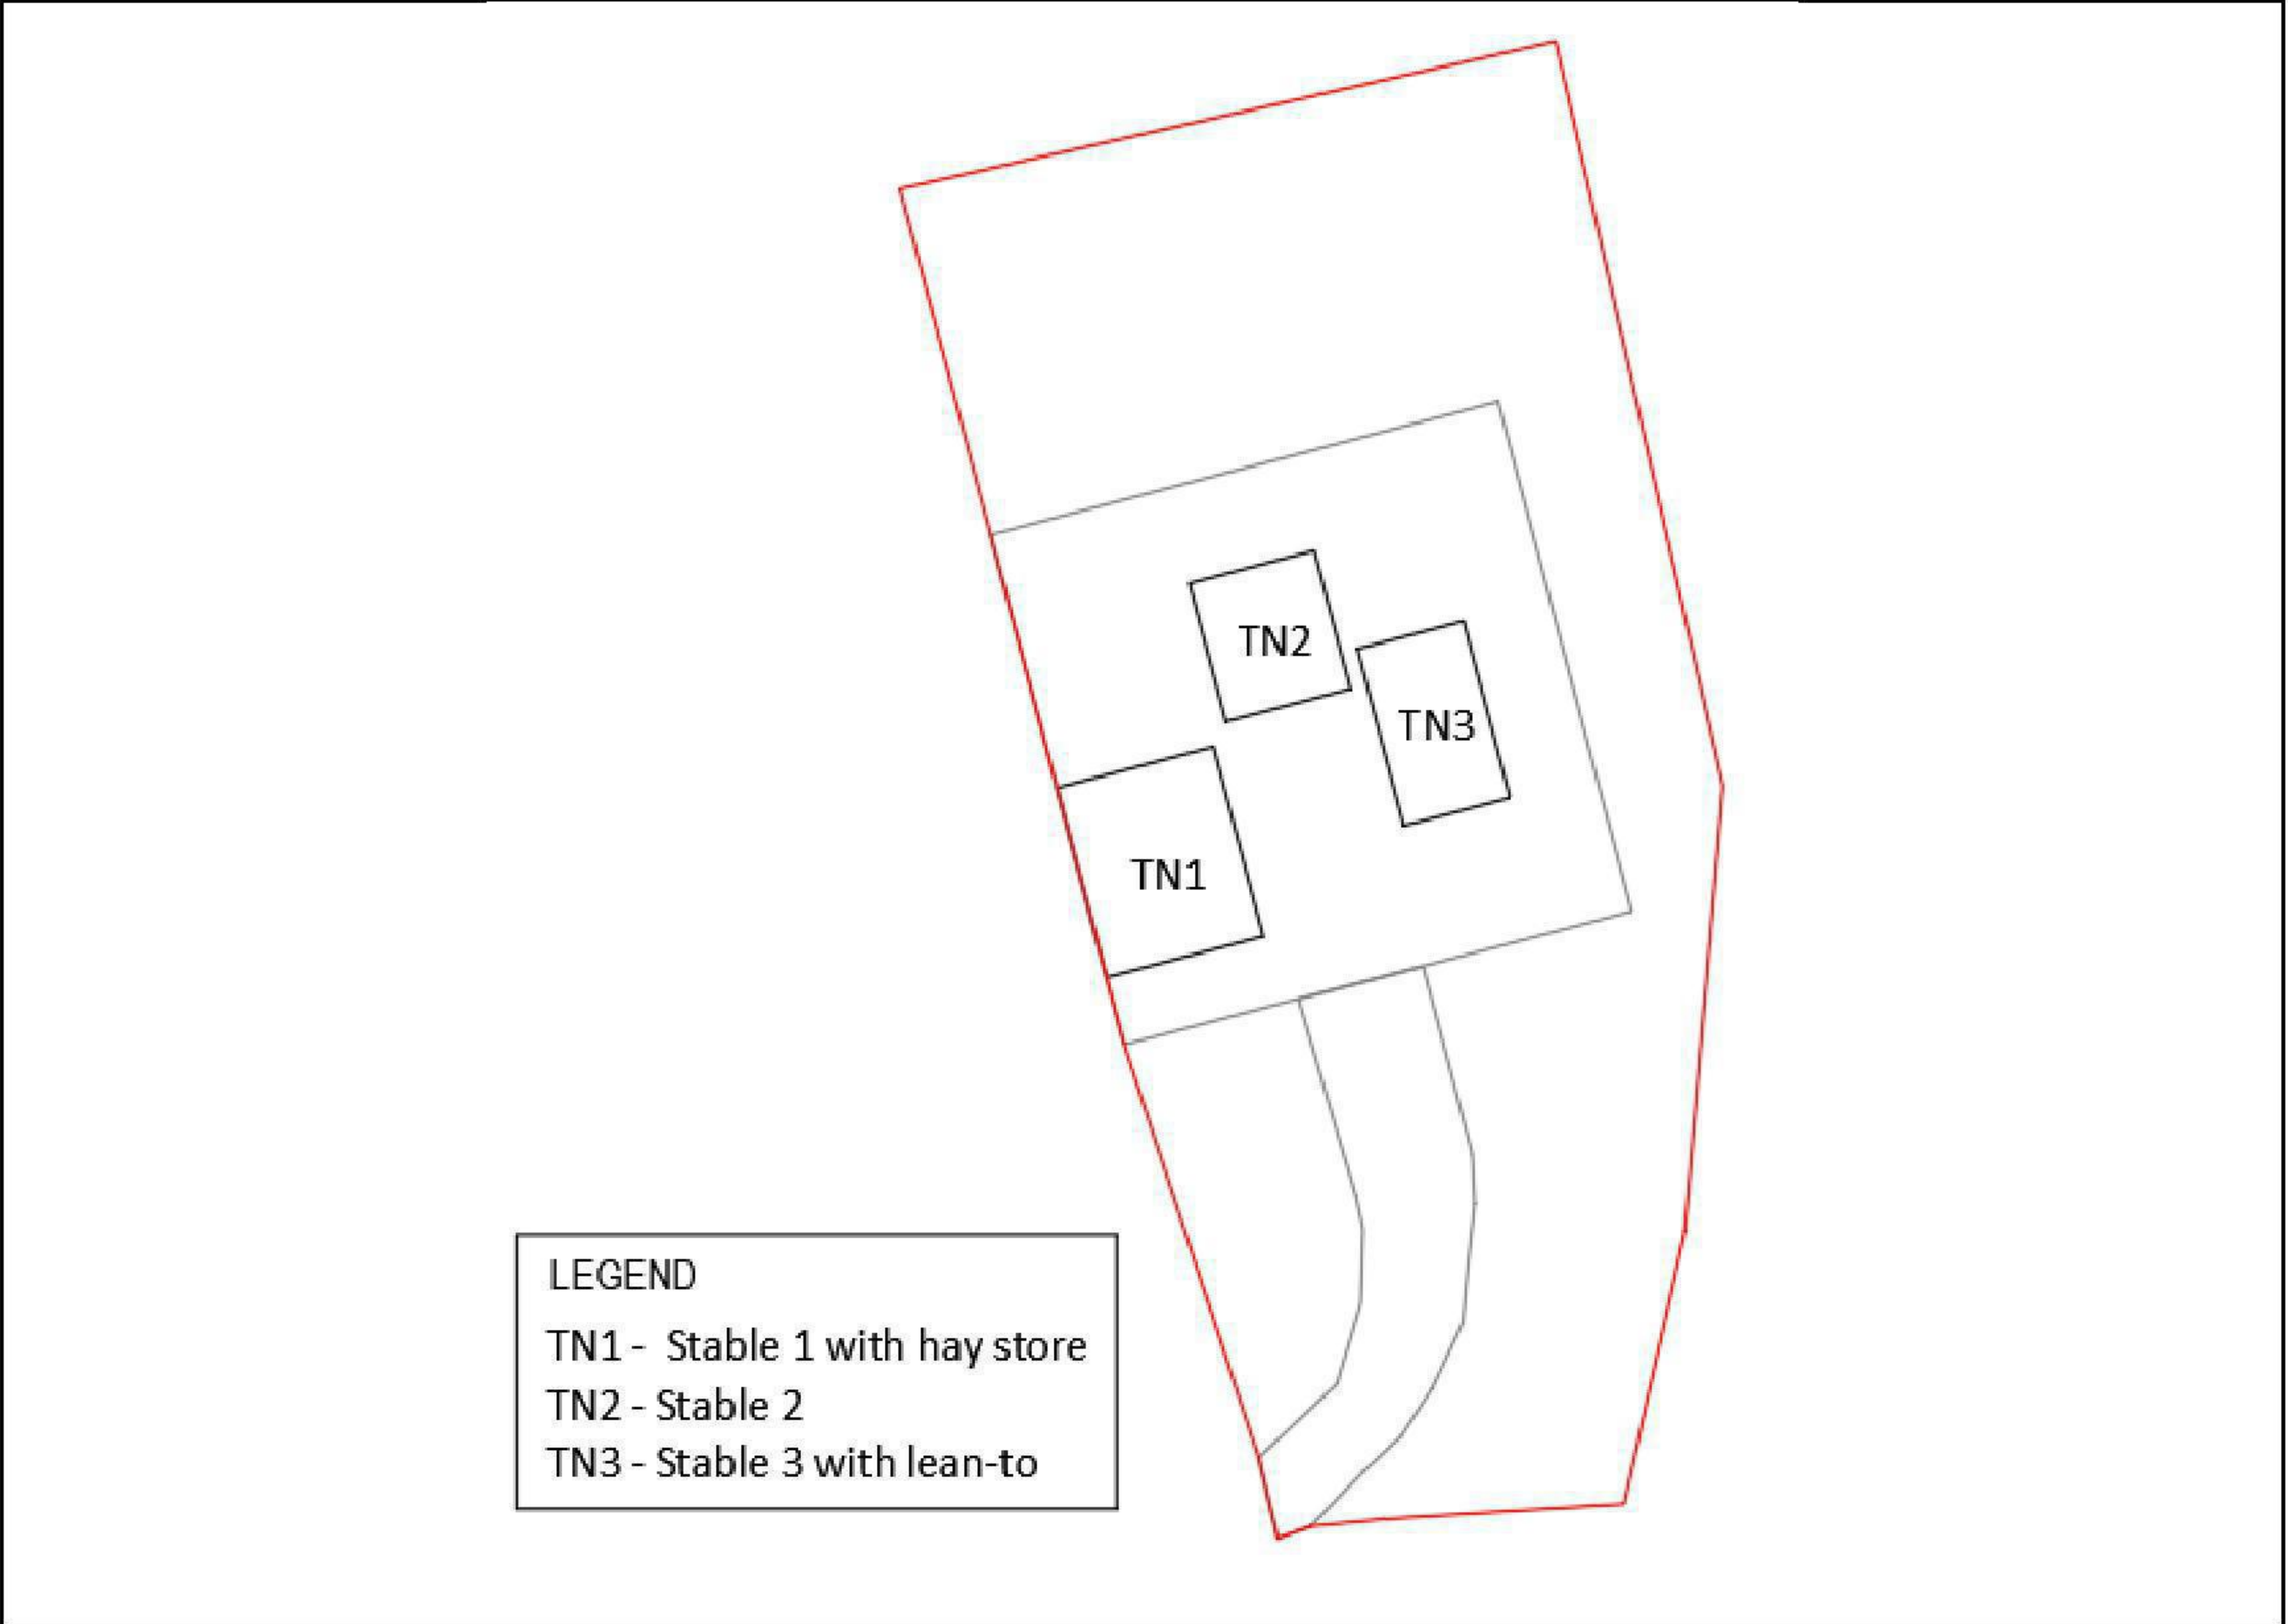 TN2
TN3
TN1
LEGEND
TN1 - Stable 1 with hay store
TN2 - Stable 2
TN3 - Stable 3 with lean-to